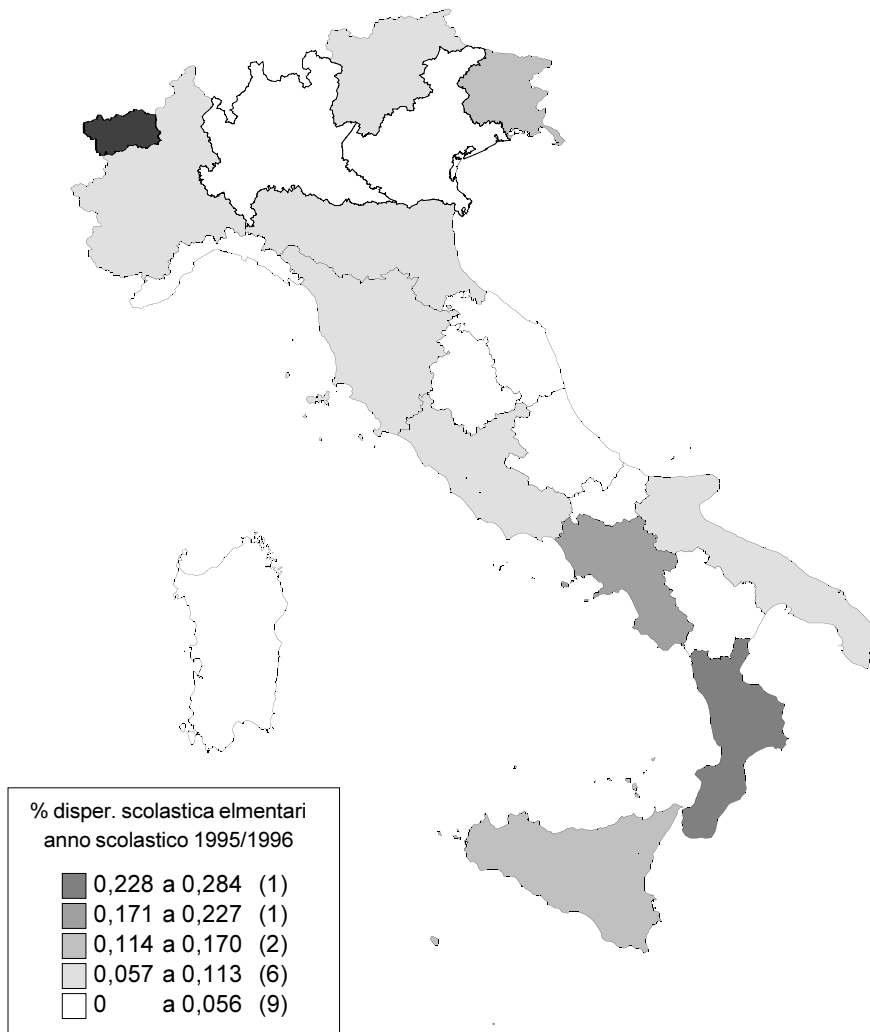 % disper. scolastica elmentari
anno scolastico 1995/1996
0,228 a 0,284 (1)
0,171 a 0,227 (1)
0,114 a 0,170 (2)
0,057 a 0,113 (6)
0 a 0,056 (9)